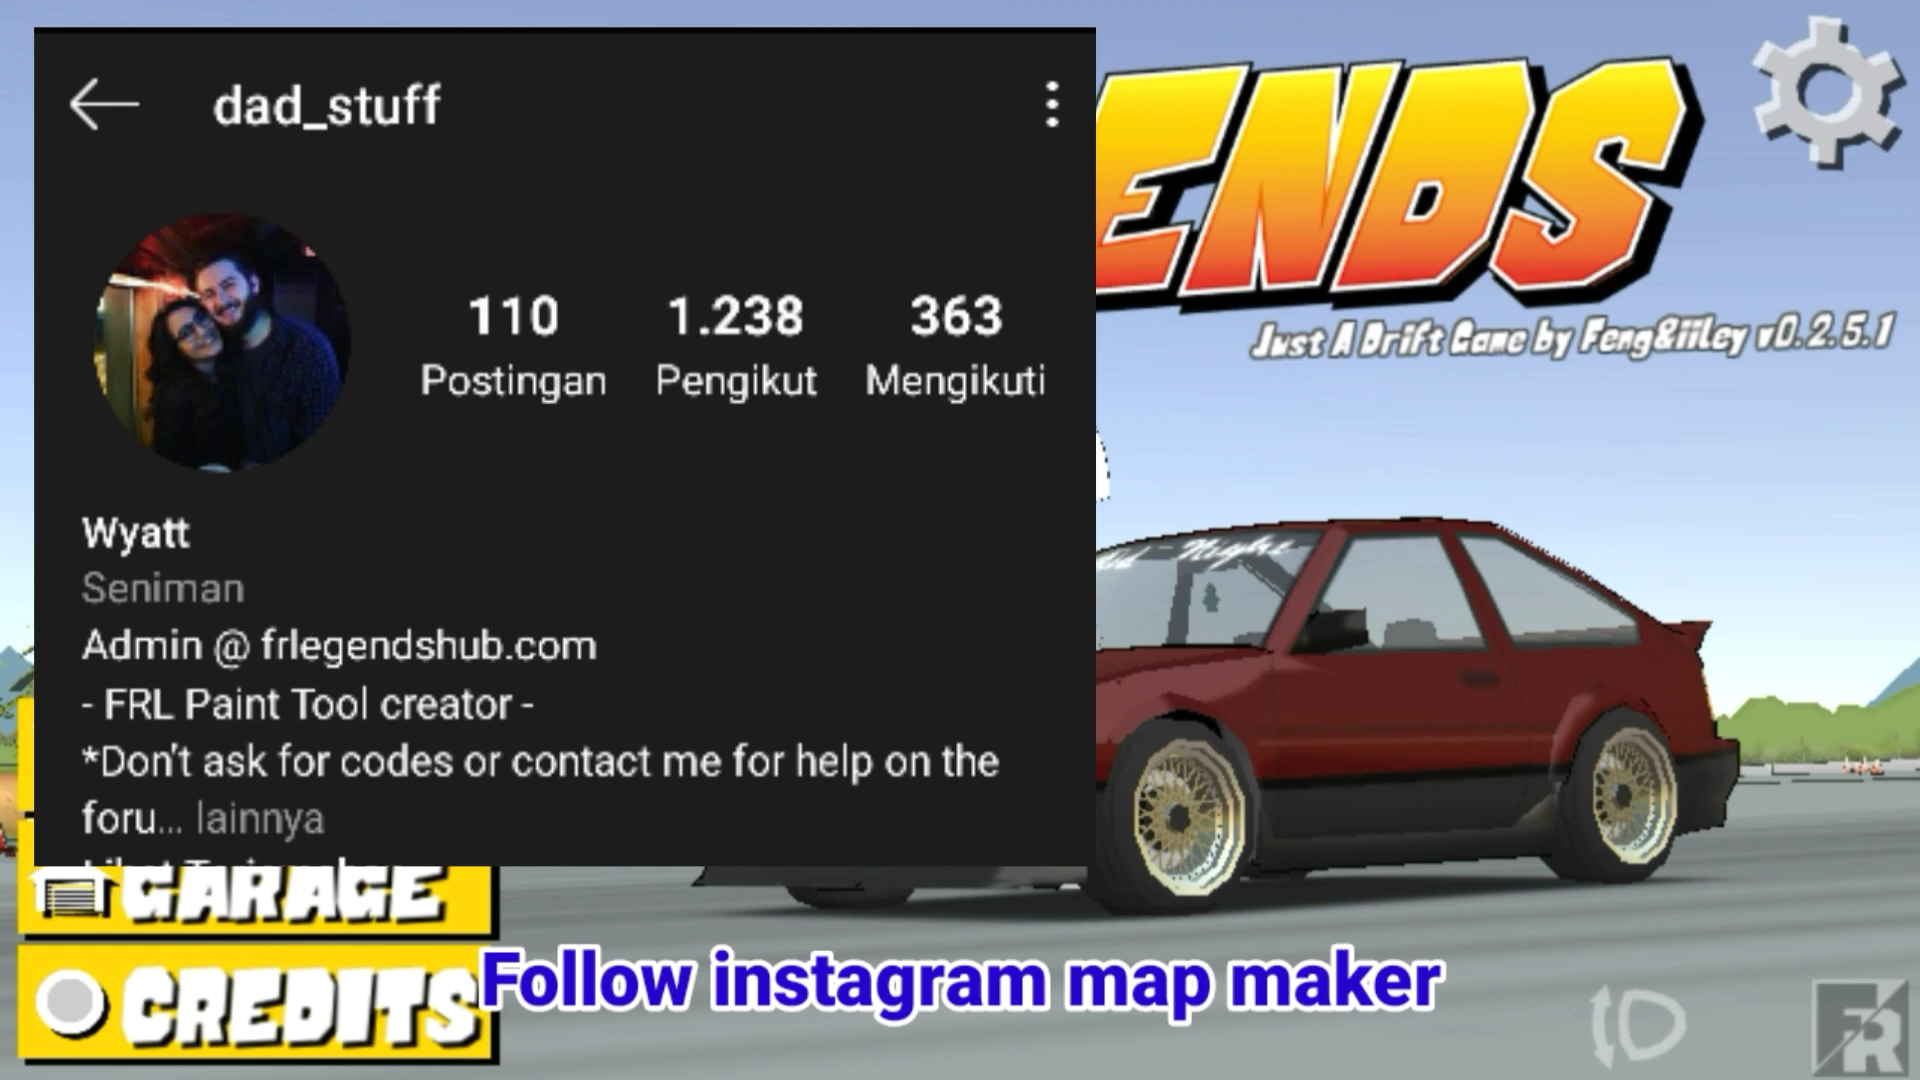 dad_stuff
110
Postingan
1.238
Pengikut
363
Mengikuti
Wyatt
Seniman
Admin @ frlegendshub.com
- FRL Paint Tool creator -
*Don't ask for codes or contact me for help on the
foru... lainnya
ENDS
Just A Drift Game by Feng&iiLey v0.2.5.1
Night
GARAGE
CREDITS
Follow instagram map maker
FR